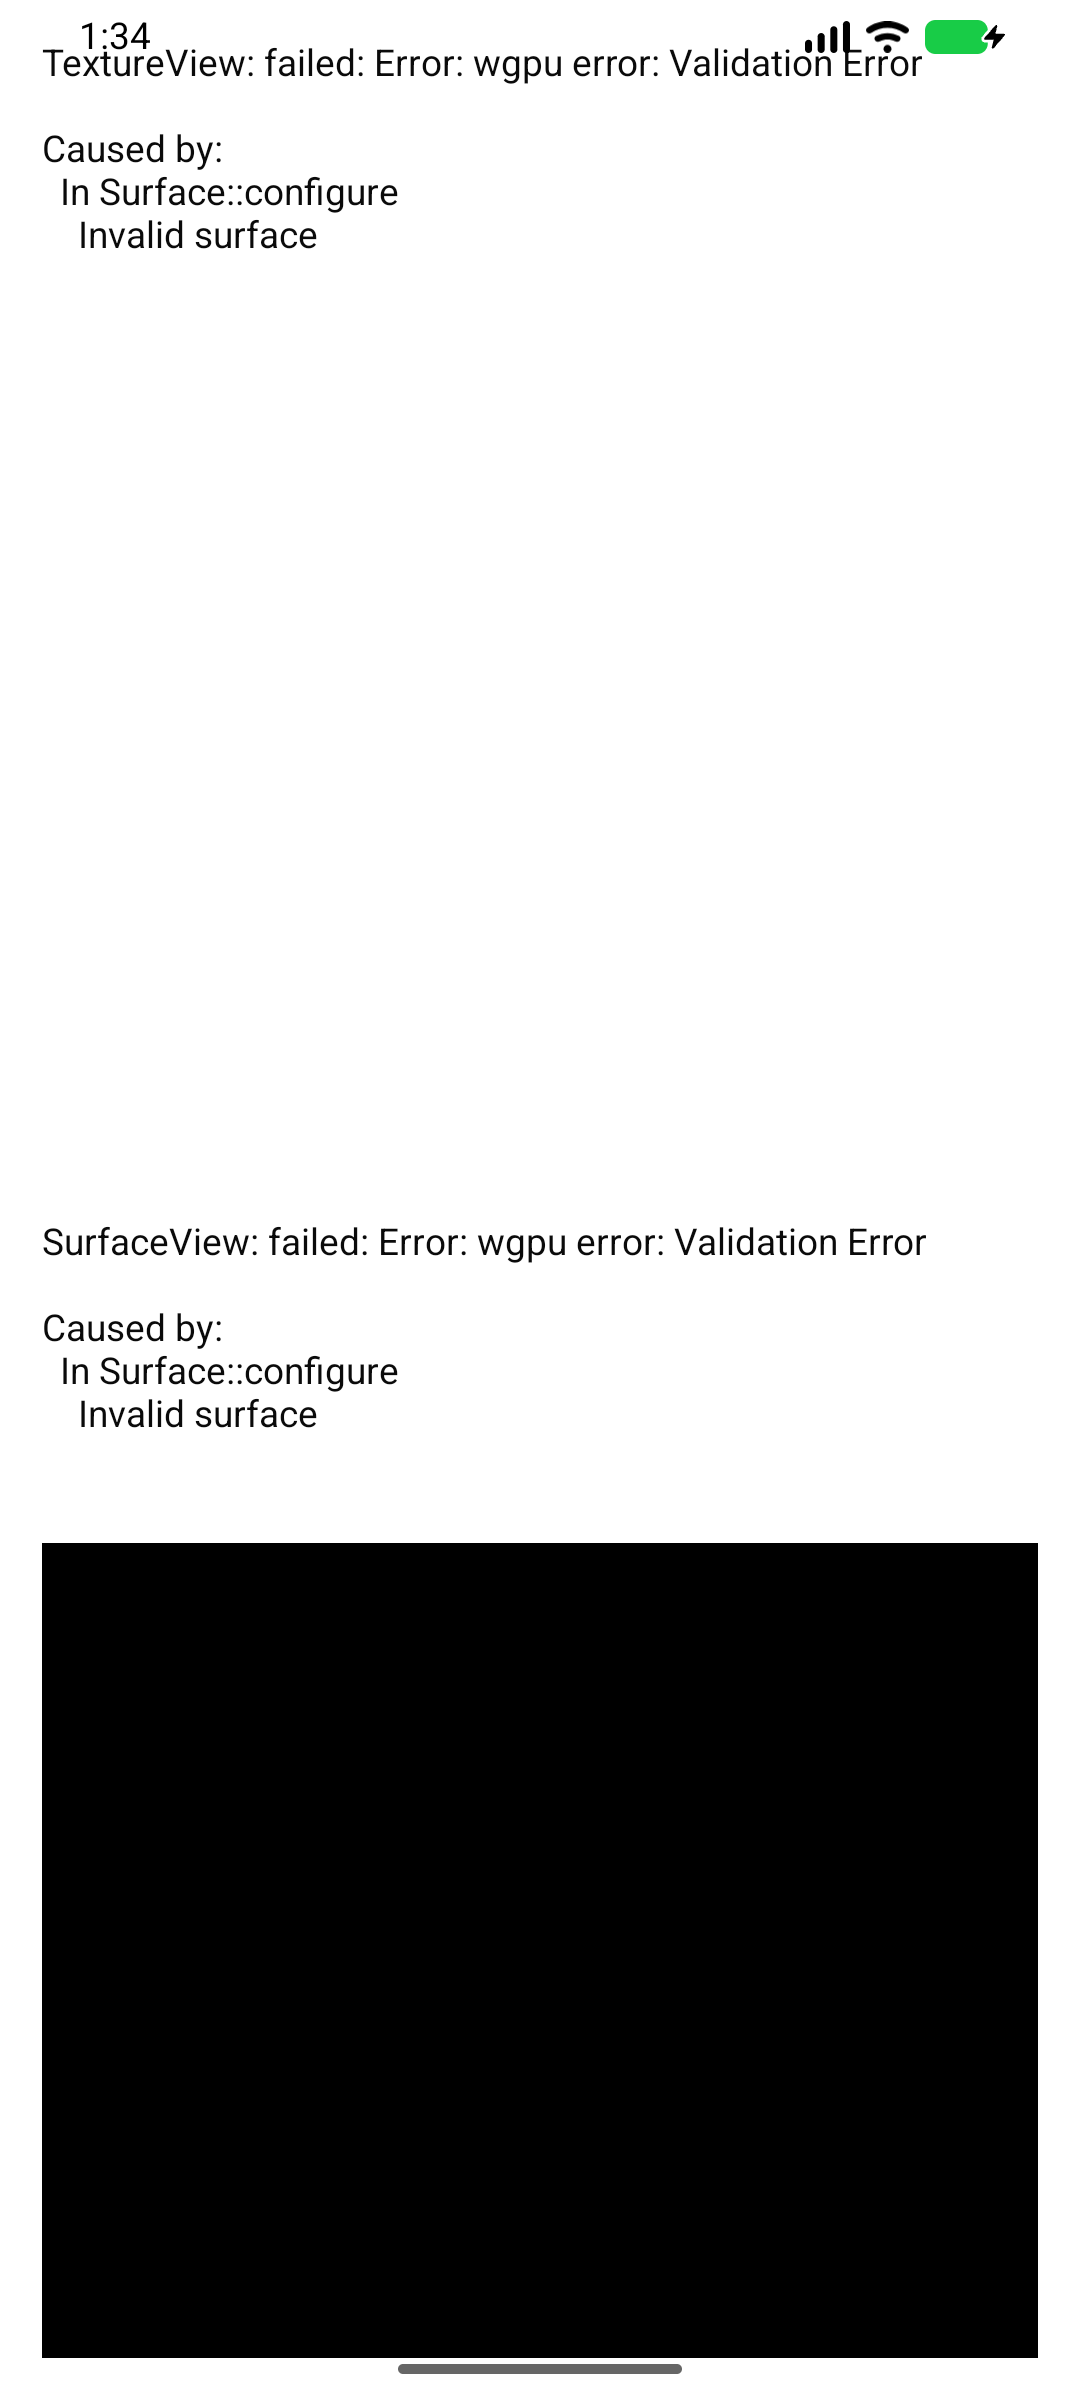 1:34
TextureView: failed: Error: wgpu error: Validation Error
Caused by:
In Surface::configure
Invalid surface
SurfaceView: failed: Error: wgpu error: Validation Error
Caused by:
In Surface::configure
Invalid surface